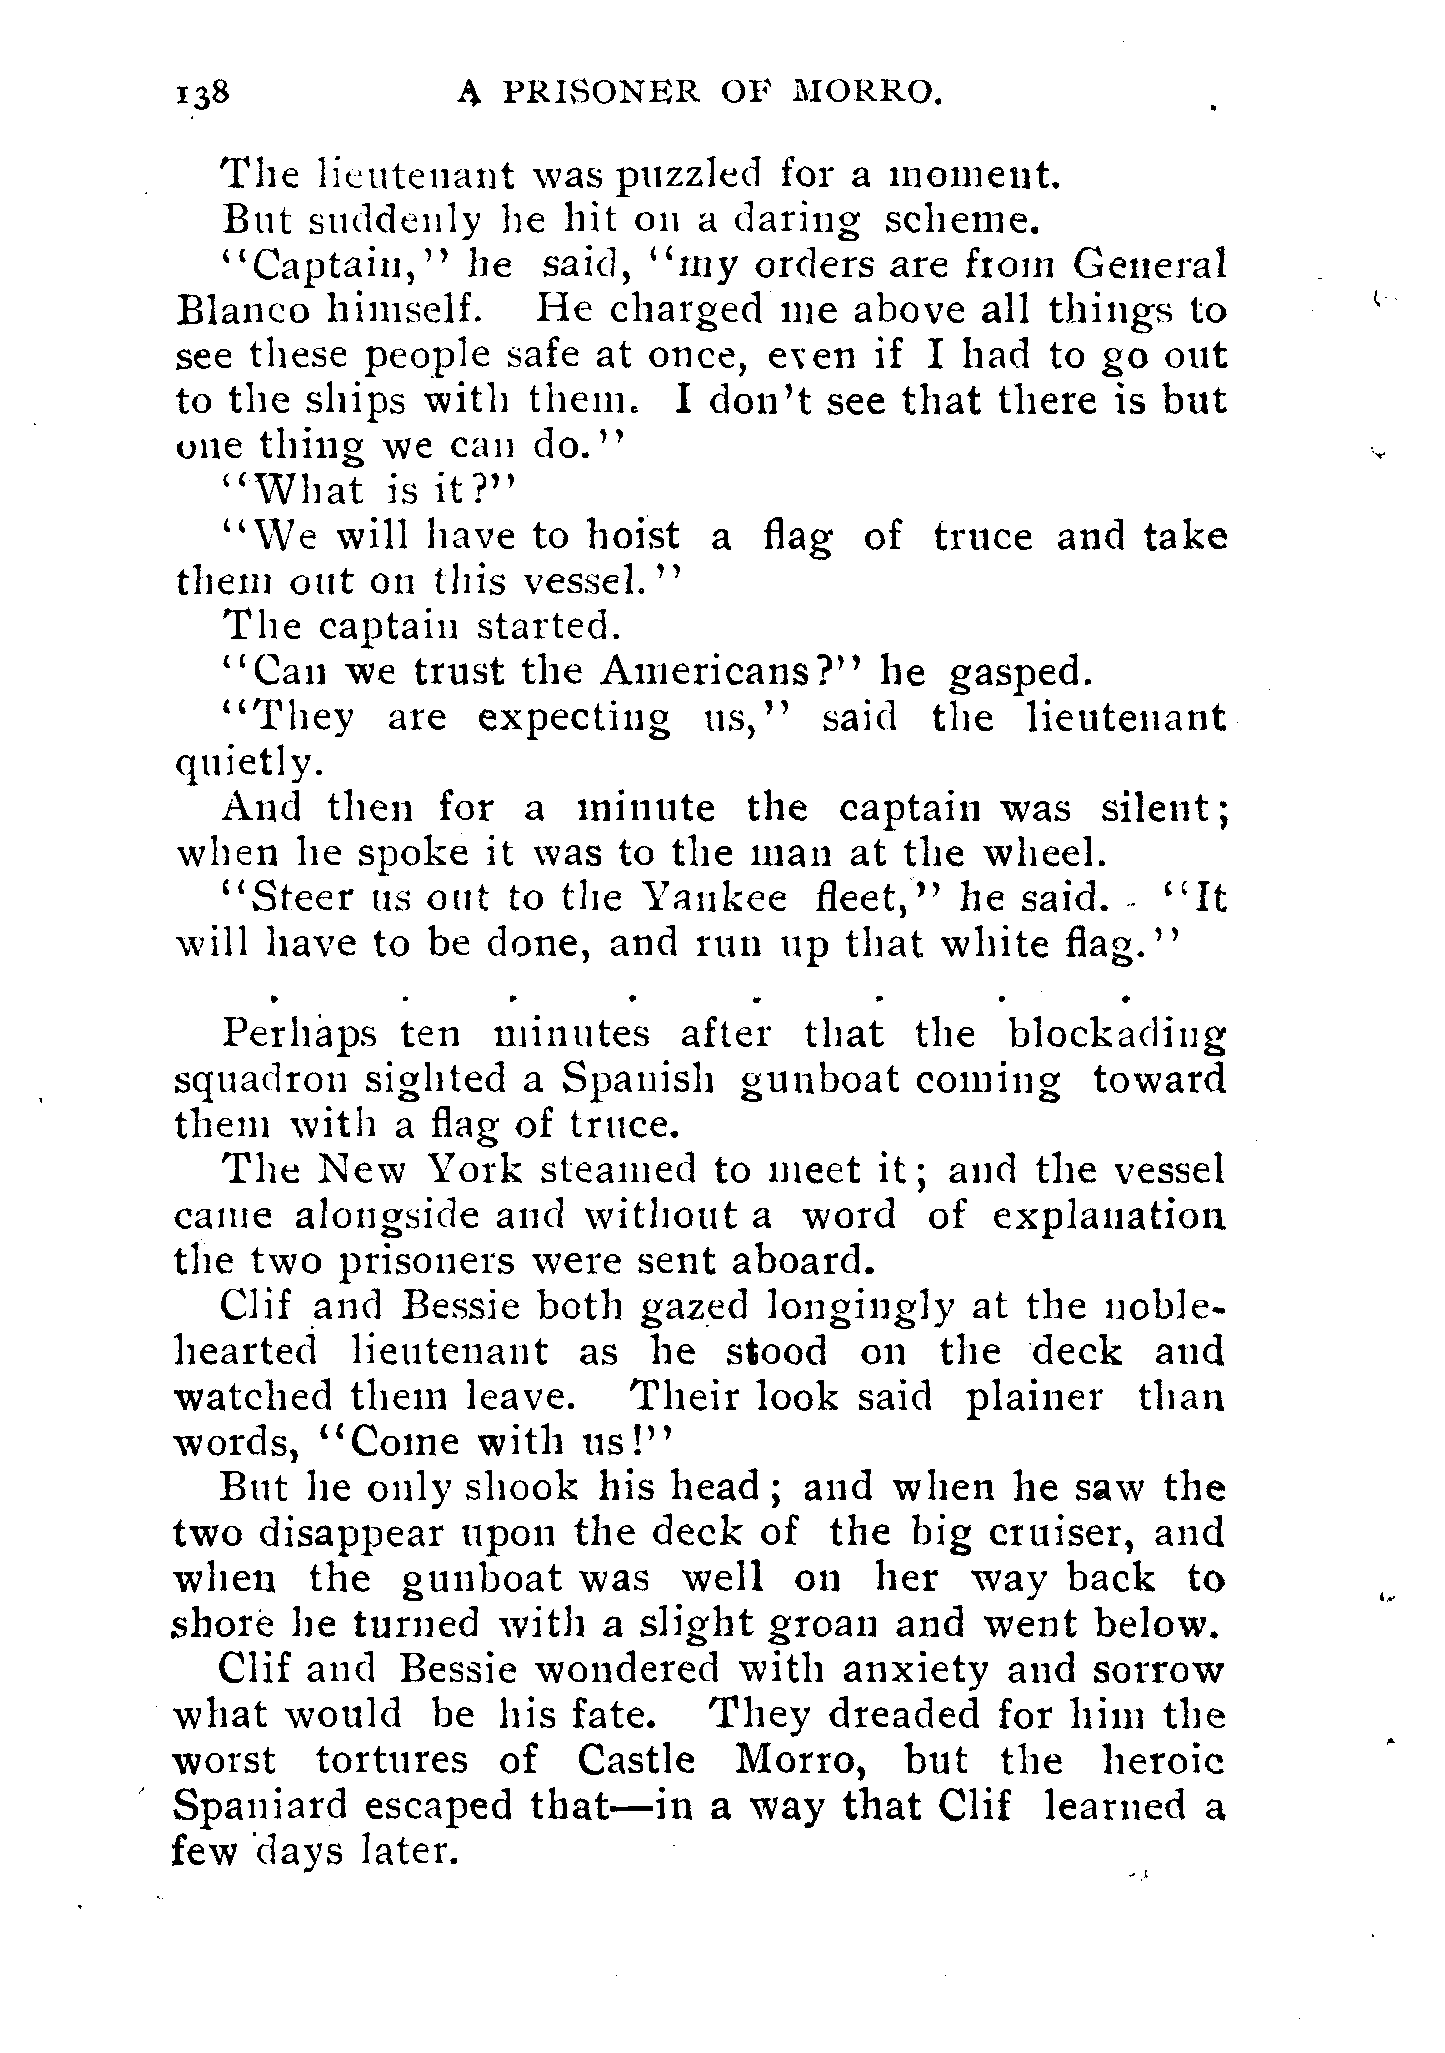 138 A PRISONER OF MORRO.
The lieutenant was puzzled for a moment.
But suddenly he hit on a daring scheme.
"Captain," he said, "my orders are from General
Blanco himself. He charged me above all things to
see these people safe at once, even if I had to go out
to the ships with them. I don't see that there is but
one thing we can do."
"What is it?"
"We will have to hoist a flag of truce and take
them out on this vessel."
The captain started.
"Can we trust the Americans?" he gasped.
"They are expecting us," said the lieutenant
quietly.
And then for a minute the captain was silent;
when he spoke it was to the man at the wheel.
"Steer us out to the Yankee fleet," he said. "It
will have to be done, and run up that white flag."
. . . . . . . .
Perhaps ten minutes after that the blockading
squadron sighted a Spanish gunboat coming toward
them with a flag of truce.
The New York steamed to meet it; and the vessel
came alongside and without a word of explanation
the two prisoners were sent aboard.
Clif and Bessie both gazed longingly at the noble-
hearted lieutenant as he stood on the deck and
watched them leave. Their look said plainer than
words, "Come with us!"
But he only shook his head; and when he saw the
two disappear upon the deck of the big cruiser, and
when the gunboat was well on her way back to
shore he turned with a slight groan and went below.
Clif and Bessie wondered with anxiety and sorrow
what would be his fate. They dreaded for him the
worst tortures of Castle Morro, but the heroic
Spaniard escaped that—in a way that Clif learned a
few days later.